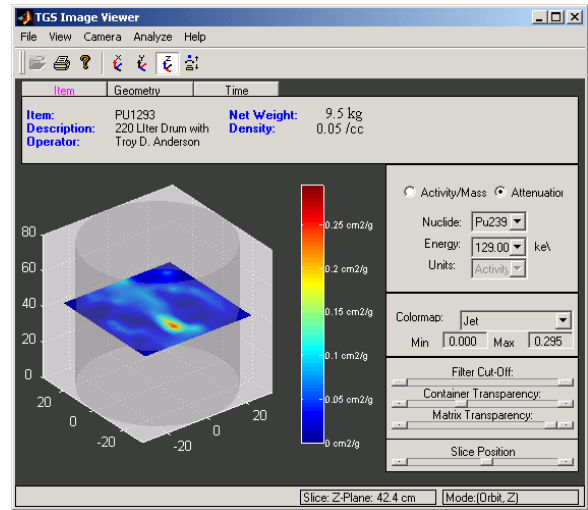 TGS Image Viewer
File View Camera Analyze Help
X Y Z
Item Geometry Time
Item: PU1293 Net Weight: 9.5 kg
Description: 220 LIter Drum with Density: 0.05 /cc
Operator: Troy D. Anderson
Activity/Mass Attenuation
Nuclide: Pu239
Energy: 129.00 ke\
Units: Activity
Colormap: Jet
Min 0.000 Max 0.295
Filter Cut-Off:
Container Transparency:
Matrix Transparency:
Slice Position
80
60
40
20
0
20
0
-20
-20
0
20
0.25 cm2/g
0.2 cm2/g
0.15 cm2/g
0.1 cm2/g
0.05 cm2/g
0 cm2/g
Slice: Z-Plane: 42.4 cm Mode:(Orbit, Z)